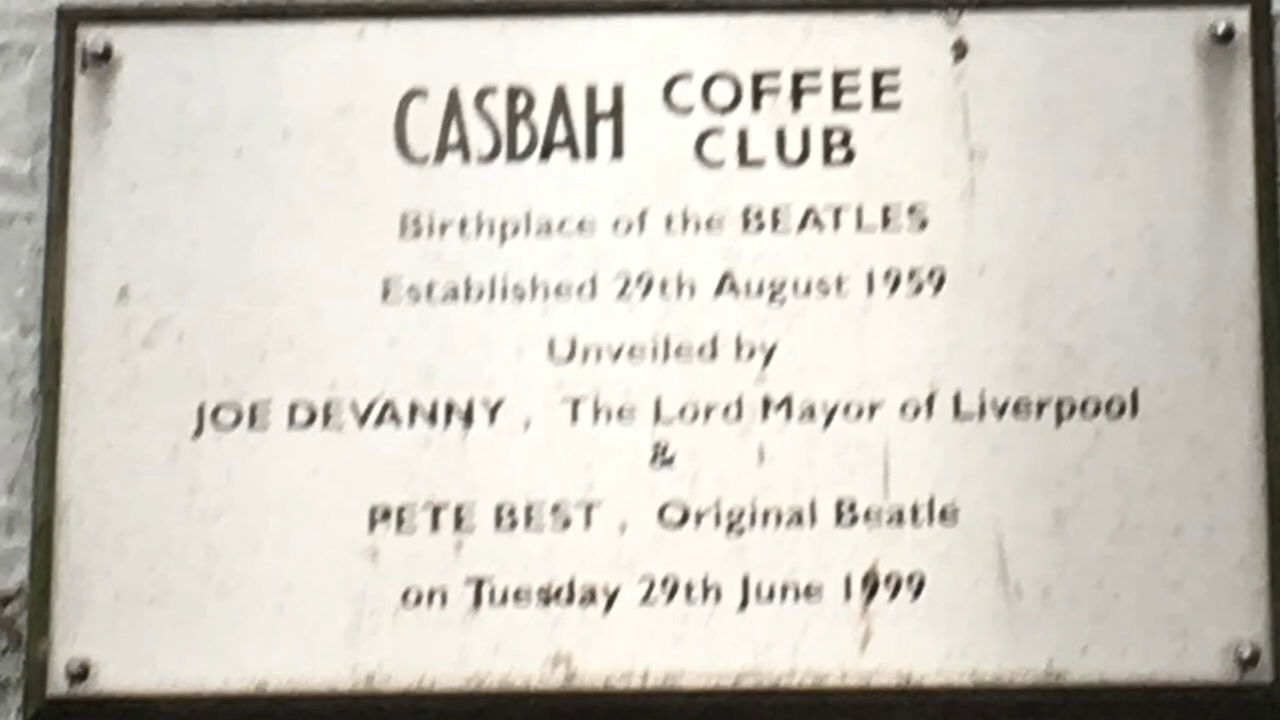 CASBAH COFFEE CLUB
Birthplace of the BEATLES
Established 29th August 1959
Unveiled by
JOE DEVANNY, The Lord Mayor of Liverpool
&
PETE BEST, Original Beatle
on Tuesday 29th June 1999